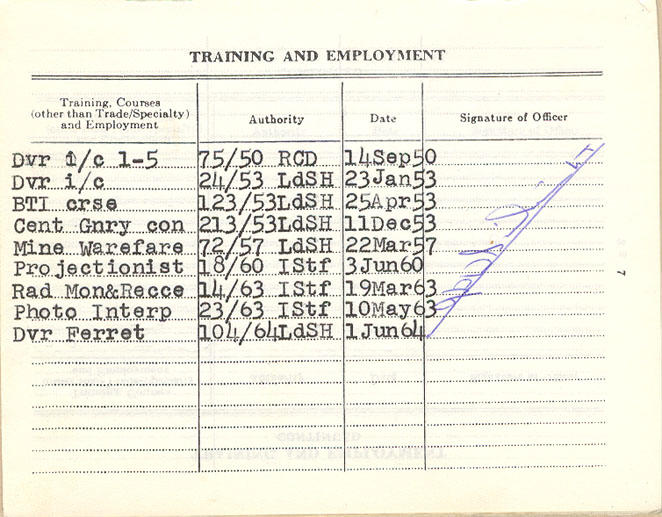 TRAINING AND EMPLOYMENT
Training, Courses
(other than Trade/Specialty)
and Employment
Authority
Date
Signature of Officer
Dvr i/c 1-5 75/50 RCD 14Sep50
Dvr i/c 24/53 LdSH 23Jan53
BTI crse 123/53LdSH 25Apr53
Cent Gnry con 213/53LdSH 11Dec53
Mine Warefare 72/57 LdSH 22Mar57
Projectionist 18/60 IStf 3Jun60
Rad Mon&Recce 14/63 IStf 19Mar63
Photo Interp 23/63 IStf 10May63
Dvr Ferret 104/64LdSH 1Jun64
7